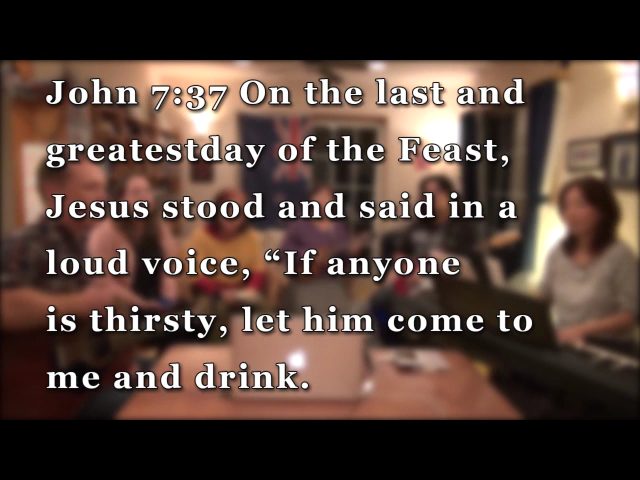 John 7:37 On the last and
greatestday of the Feast,
Jesus stood and said in a
loud voice, “If anyone
is thirsty, let him come to
me and drink.